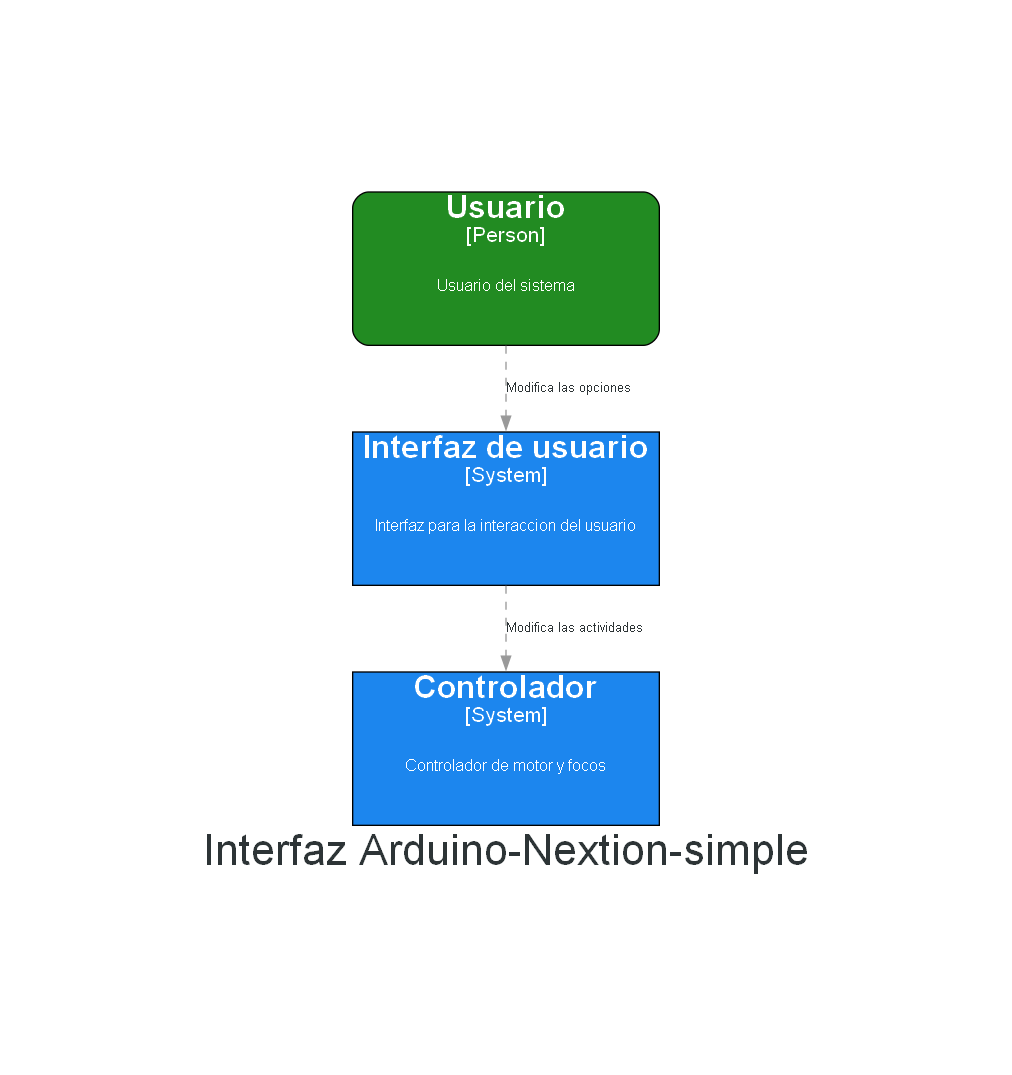 Usuario
[Person]
Usuario del sistema
Modifica las opciones
Interfaz de usuario
[System]
Interfaz para la interaccion del usuario
Modifica las actividades
Controlador
[System]
Controlador de motor y focos
Interfaz Arduino-Nextion-simple